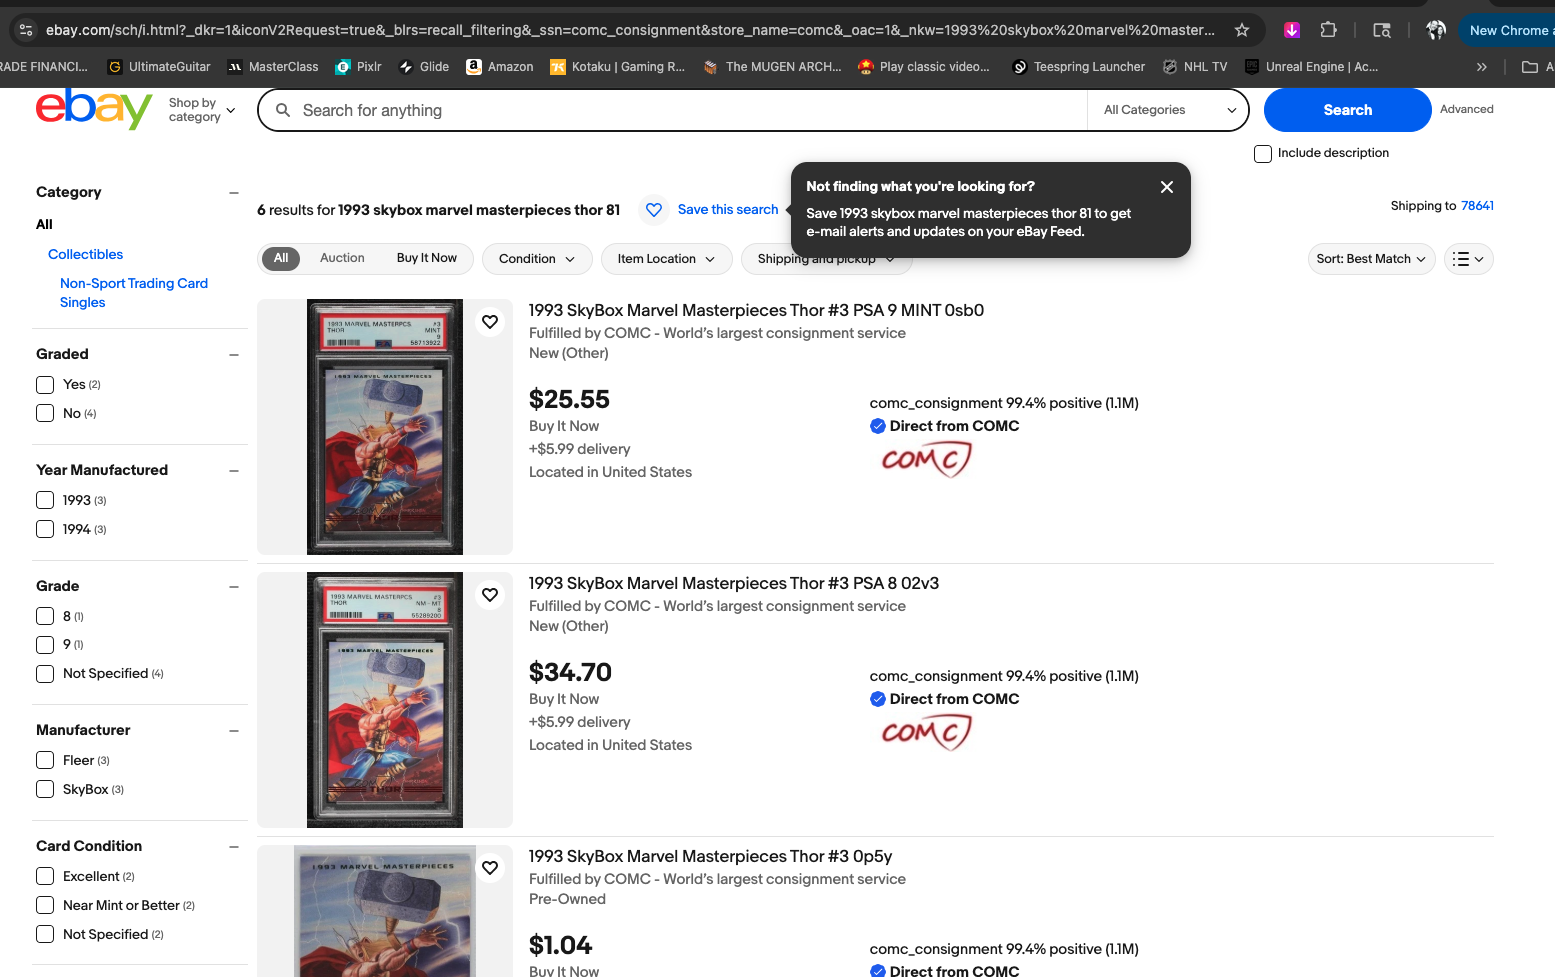 ebay.com/sch/i.html?_dkr=1&iconV2Request=true&_blrs=recall_filtering&_ssn=comc_consignment&store_name=comc&_oac=1&_nkw=1993%20skybox%20marvel%20master...
New Chrome a
RADE FINANCI...
UltimateGuitar
MasterClass
Pixlr
Glide
Amazon
Kotaku | Gaming R...
The MUGEN ARCH...
Play classic video...
Teespring Launcher
NHL TV
Unreal Engine | Ac...
A
ebay
Shop by
category
Search for anything
All Categories
Search
Advanced
Include description
Category
All
Collectibles
Non-Sport Trading Card
Singles
Graded
Yes (2)
No (4)
Year Manufactured
1993 (3)
1994 (3)
Grade
8 (1)
9 (1)
Not Specified (4)
Manufacturer
Fleer (3)
SkyBox (3)
Card Condition
Excellent (2)
Near Mint or Better (2)
Not Specified (2)
6 results for 1993 skybox marvel masterpieces thor 81
Save this search
Not finding what you're looking for?
Save 1993 skybox marvel masterpieces thor 81 to get
e-mail alerts and updates on your eBay Feed.
Shipping to 78641
All
Auction
Buy It Now
Condition
Item Location
Shipping and pickup
Sort: Best Match
1993 MARVEL MASTERPCS. #3
THOR MINT
9
PSA 58713922
1993 MARVEL MASTERPIECES
THOR
1993 SkyBox Marvel Masterpieces Thor #3 PSA 9 MINT 0sb0
Fulfilled by COMC - World's largest consignment service
New (Other)
$25.55
Buy It Now
+$5.99 delivery
Located in United States
comc_consignment 99.4% positive (1.1M)
Direct from COMC
COMC
1993 MARVEL MASTERPCS. #3
THOR NM - MT
8
PSA 55289200
1993 MARVEL MASTERPIECES
THOR
1993 SkyBox Marvel Masterpieces Thor #3 PSA 8 02v3
Fulfilled by COMC - World's largest consignment service
New (Other)
$34.70
Buy It Now
+$5.99 delivery
Located in United States
comc_consignment 99.4% positive (1.1M)
Direct from COMC
COMC
1993 MARVEL MASTERPIECES
1993 SkyBox Marvel Masterpieces Thor #3 0p5y
Fulfilled by COMC - World's largest consignment service
Pre-Owned
$1.04
Buy It Now
comc_consignment 99.4% positive (1.1M)
Direct from COMC